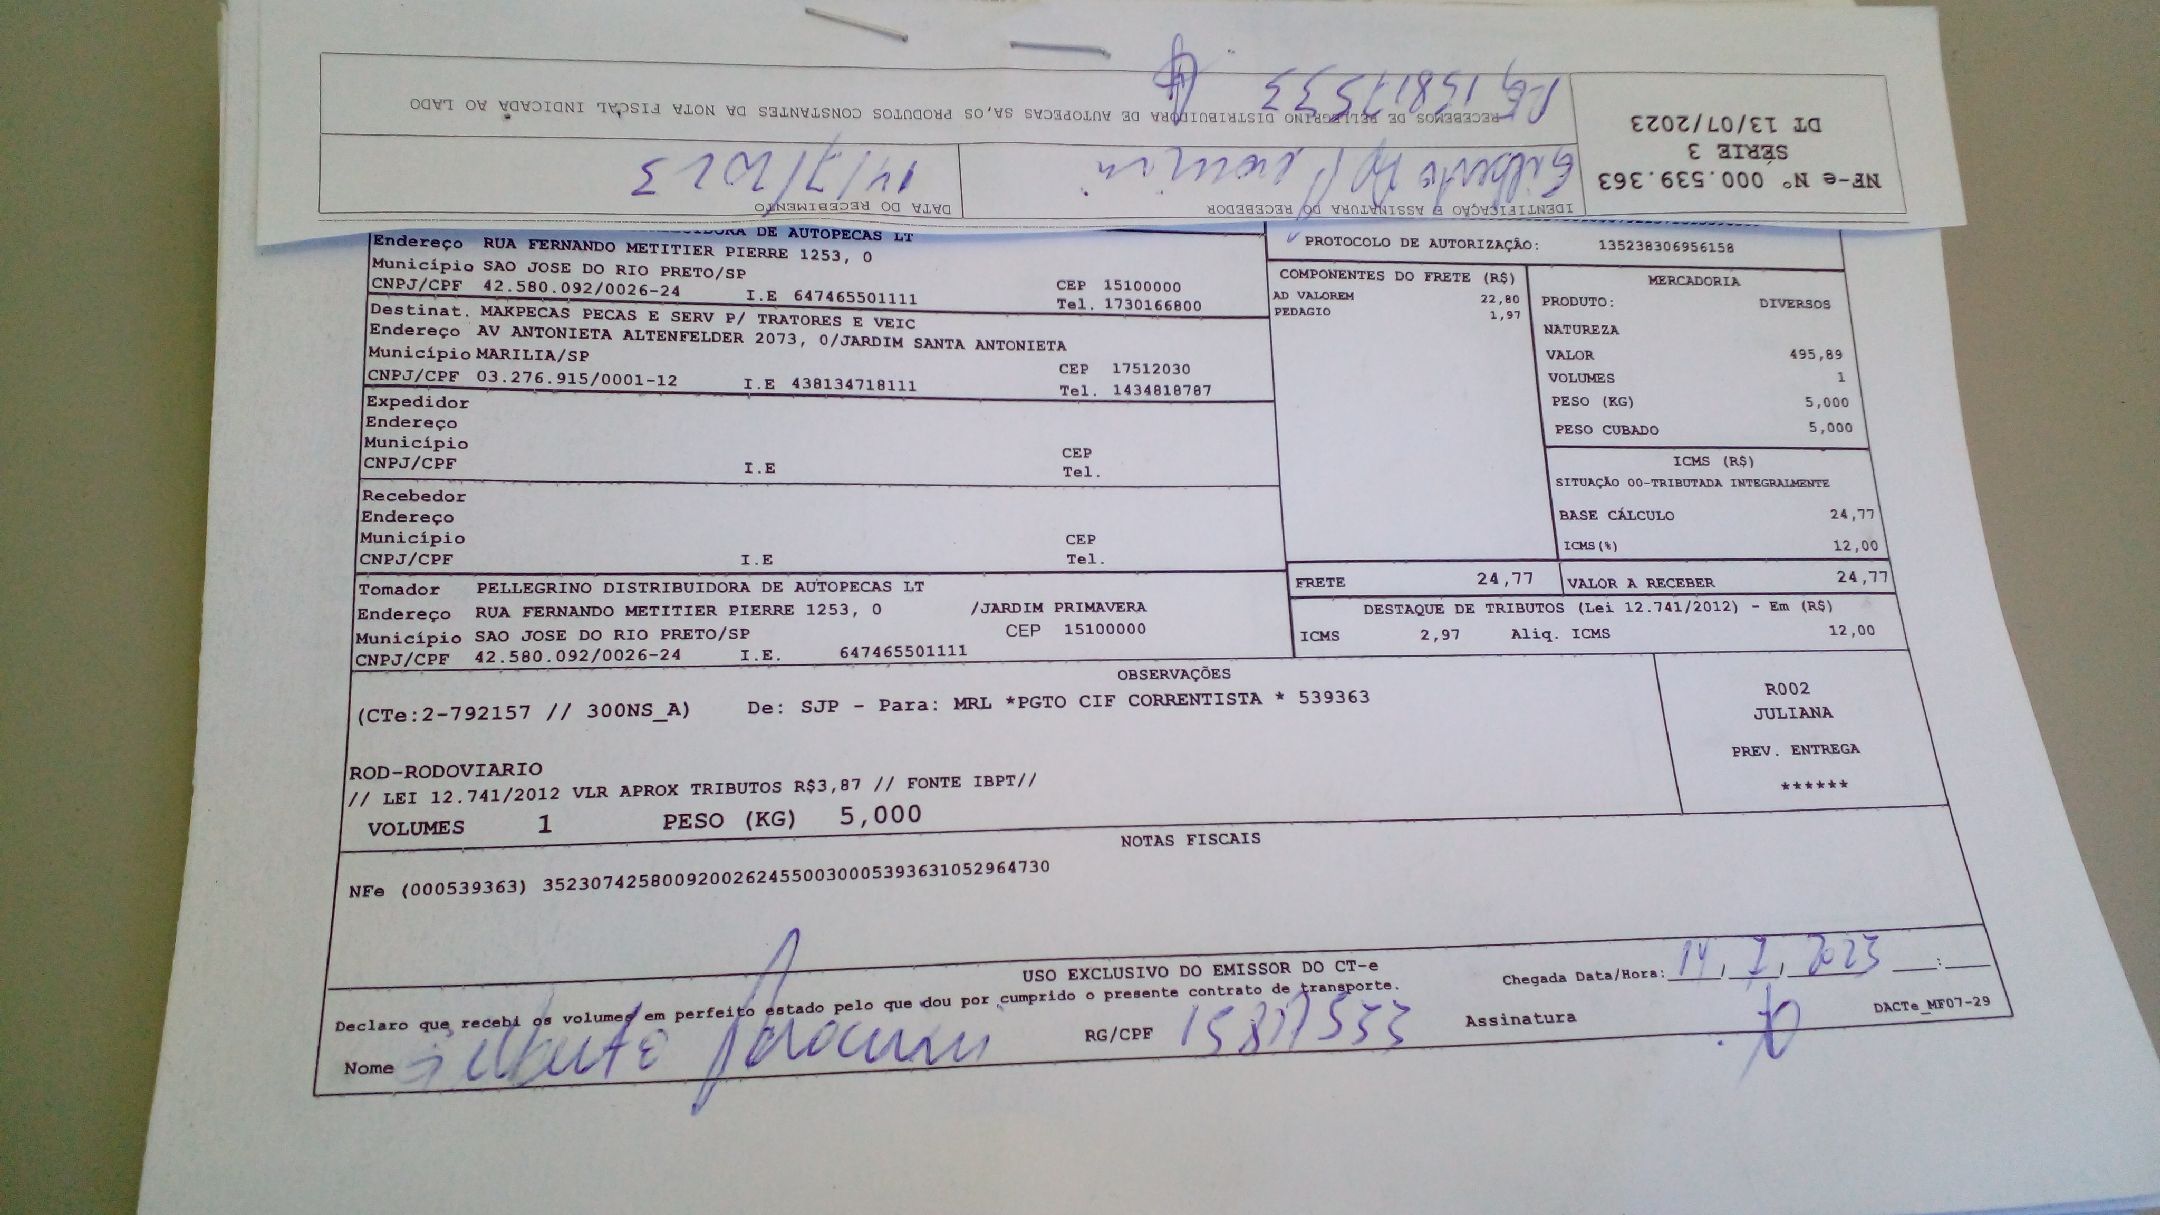 NF-e Nº 000.539.363
SÉRIE 3
DT 13/07/2023
IDENTIFICAÇÃO E ASSINATURA DO RECEBEDOR
Gilberto
DATA DO RECEBIMENTO
14/7/2023
RECEBEMOS DE PELLEGRINO DISTRIBUIDORA DE AUTOPECAS SA, OS PRODUTOS CONSTANTES DA NOTA FISCAL INDICADA AO LADO
RG 15817533
DE AUTOPECAS LT
Endereço RUA FERNANDO METITIER PIERRE 1253, 0
Município SAO JOSE DO RIO PRETO/SP CEP 15100000
CNPJ/CPF 42.580.092/0026-24 I.E 647465501111 Tel. 1730166800
Destinat. MAKPECAS PECAS E SERV P/ TRATORES E VEIC
Endereço AV ANTONIETA ALTENFELDER 2073, 0/JARDIM SANTA ANTONIETA
Município MARILIA/SP CEP 17512030
CNPJ/CPF 03.276.915/0001-12 I.E 438134718111 Tel. 1434818787
Expedidor
Endereço
Município CEP
CNPJ/CPF I.E Tel.
Recebedor
Endereço
Município CEP
CNPJ/CPF I.E Tel.
Tomador PELLEGRINO DISTRIBUIDORA DE AUTOPECAS LT
Endereço RUA FERNANDO METITIER PIERRE 1253, 0 /JARDIM PRIMAVERA
Município SAO JOSE DO RIO PRETO/SP CEP 15100000
CNPJ/CPF 42.580.092/0026-24 I.E. 647465501111
PROTOCOLO DE AUTORIZAÇÃO: 135238306956158
COMPONENTES DO FRETE (R$)
AD VALOREM 22,80
PEDAGIO 1,97
MERCADORIA
PRODUTO: DIVERSOS
NATUREZA
VALOR 495,89
VOLUMES 1
PESO (KG) 5,000
PESO CUBADO 5,000
ICMS (R$)
SITUAÇÃO 00-TRIBUTADA INTEGRALMENTE
BASE CÁLCULO 24,77
ICMS(%) 12,00
FRETE 24,77 VALOR A RECEBER 24,77
DESTAQUE DE TRIBUTOS (Lei 12.741/2012) - Em (R$)
ICMS 2,97 Aliq. ICMS 12,00
OBSERVAÇÕES
(CTe:2-792157 // 300NS_A) De: SJP - Para: MRL *PGTO CIF CORRENTISTA * 539363
ROD-RODOVIARIO
// LEI 12.741/2012 VLR APROX TRIBUTOS R$3,87 // FONTE IBPT//
VOLUMES 1 PESO (KG) 5,000
R002
JULIANA
PREV. ENTREGA
******
NOTAS FISCAIS
NFe (000539363) 35230742580092002624550030005393631052964730
USO EXCLUSIVO DO EMISSOR DO CT-e
Chegada Data/Hora: 14, 7, 2023 __:__
Declaro que recebi os volumes em perfeito estado pelo que dou por cumprido o presente contrato de transporte.
Nome Gilberto RG/CPF 15817533 Assinatura
DACTe_MF07-29